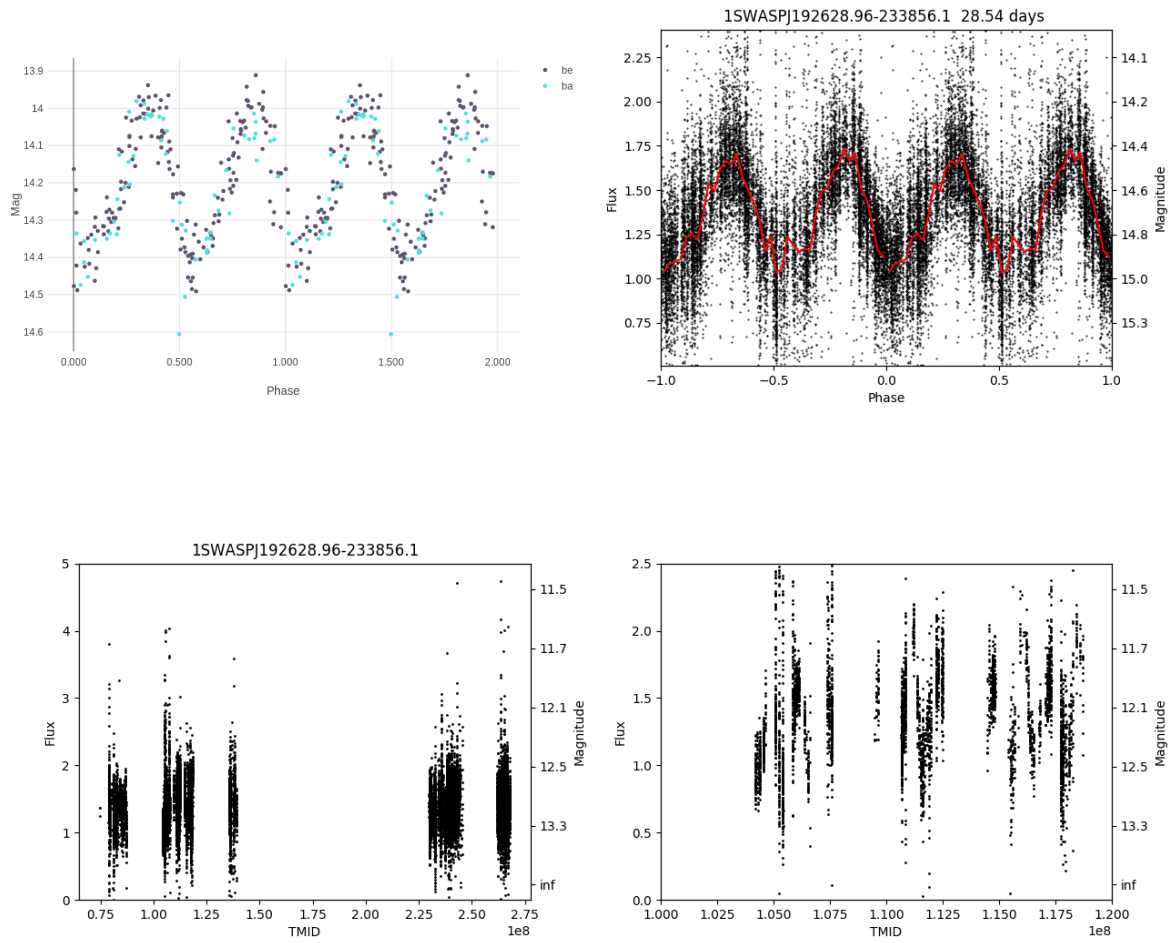 be
ba
13.9
14
14.1
14.2
14.3
14.4
14.5
14.6
Mag
0.000 0.500 1.000 1.500 2.000
Phase
1SWASPJ192628.96-233856.1 28.54 days
2.25
2.00
1.75
1.50
1.25
1.00
0.75
Flux
14.1
14.2
14.4
14.6
14.8
15.0
15.3
Magnitude
−1.0 −0.5 0.0 0.5 1.0
Phase
1SWASPJ192628.96-233856.1
5
4
3
2
1
0
Flux
11.5
11.7
12.1
12.5
13.3
inf
Magnitude
0.75 1.00 1.25 1.50 1.75 2.00 2.25 2.50 2.75
1e8
TMID
2.5
2.0
1.5
1.0
0.5
0.0
Flux
11.5
11.7
12.1
12.5
13.3
inf
Magnitude
1.000 1.025 1.050 1.075 1.100 1.125 1.150 1.175 1.200
1e8
TMID